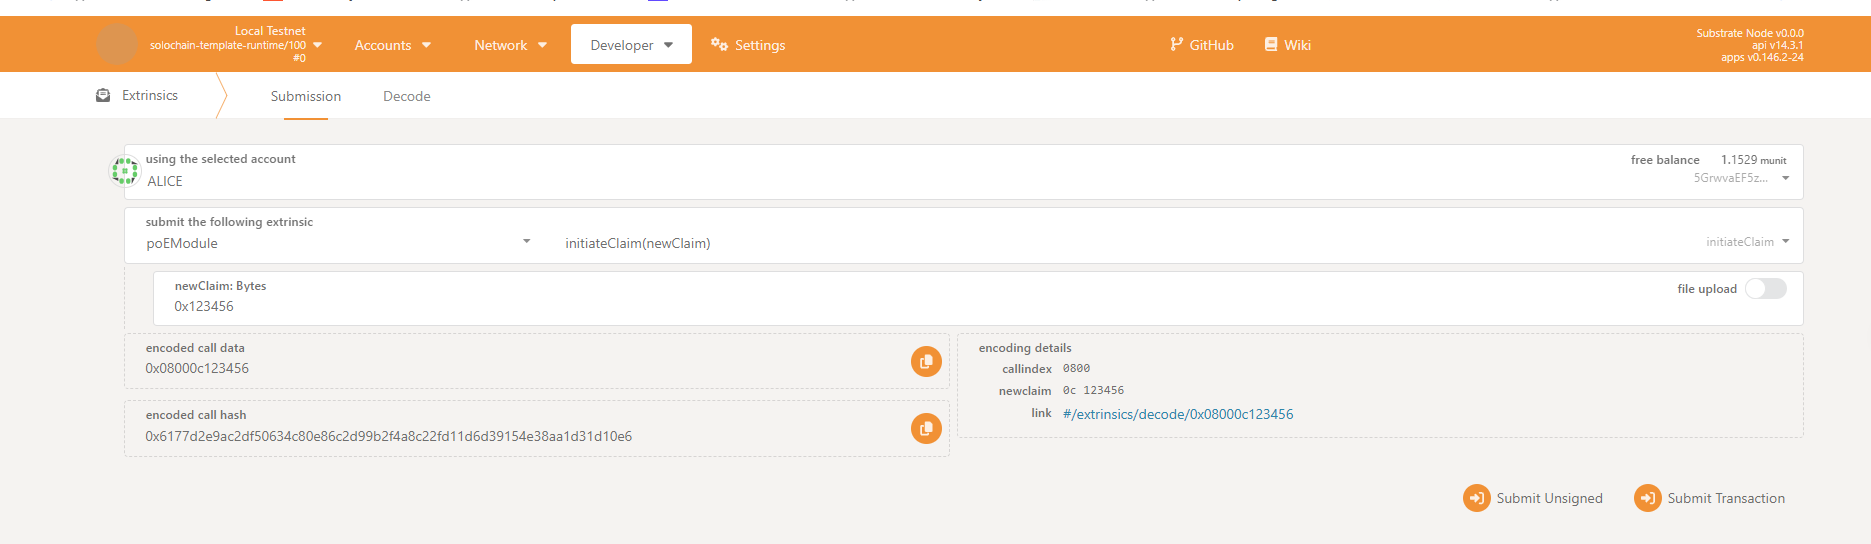 Local Testnet
solochain-template-runtime/100
#0
Accounts
Network
Developer
Settings
GitHub
Wiki
Substrate Node v0.0.0
api v14.3.1
apps v0.146.2-24
Extrinsics
Submission
Decode
using the selected account
ALICE
free balance 1.1529 munit
5GrwvaEF5z...
submit the following extrinsic
poEModule
initiateClaim(newClaim)
initiateClaim
newClaim: Bytes
0x123456
file upload
encoded call data
0x08000c123456
encoded call hash
0x6177d2e9ac2df50634c80e86c2d99b2f4a8c22fd11d6d39154e38aa1d31d10e6
encoding details
callindex 0800
newclaim 0c 123456
link #/extrinsics/decode/0x08000c123456
Submit Unsigned
Submit Transaction